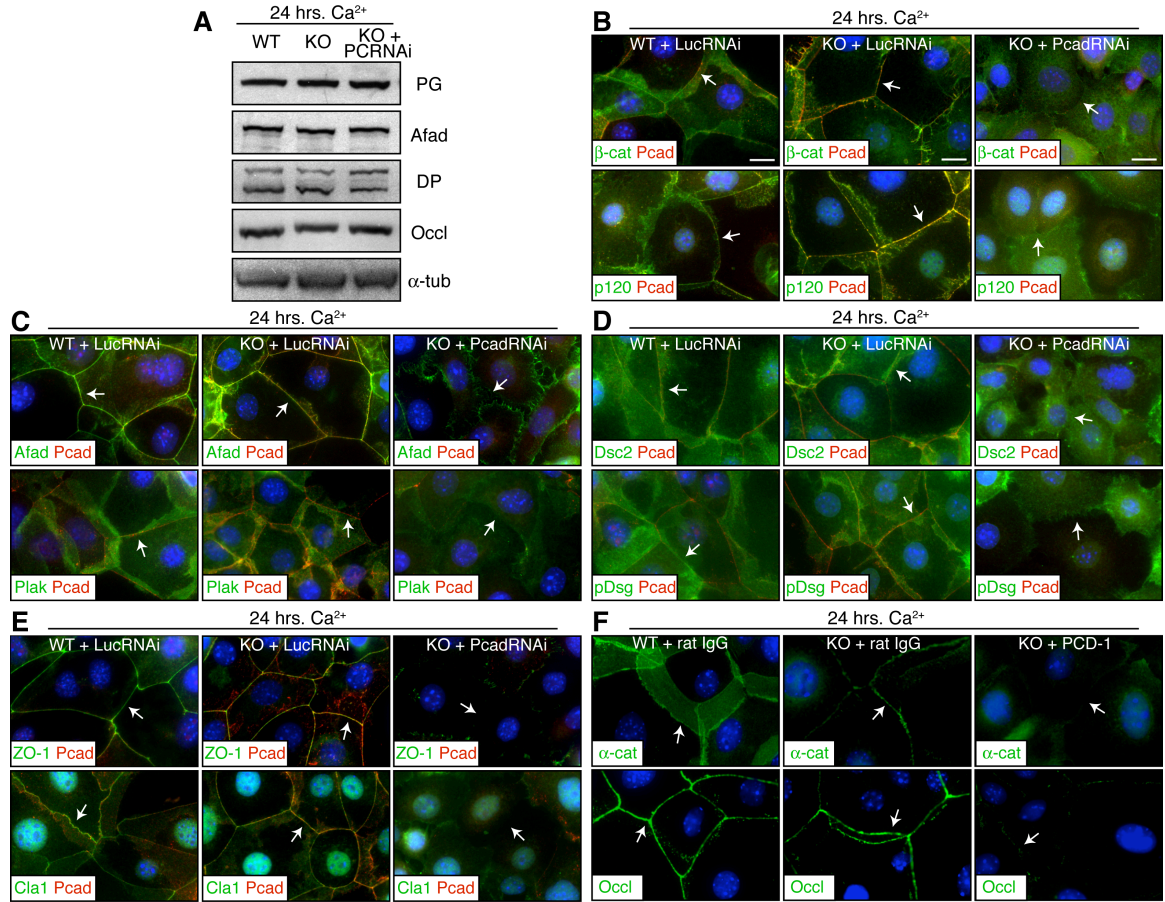 A
24 hrs. Ca²⁺
WT
KO
KO +
PCRNAi
PG
Afad
DP
Occl
α-tub
B
24 hrs. Ca²⁺
WT + LucRNAi
KO + LucRNAi
KO + PcadRNAi
β-cat Pcad
β-cat Pcad
β-cat Pcad
p120 Pcad
p120 Pcad
p120 Pcad
C
24 hrs. Ca²⁺
WT + LucRNAi
KO + LucRNAi
KO + PcadRNAi
Afad Pcad
Afad Pcad
Afad Pcad
Plak Pcad
Plak Pcad
Plak Pcad
D
24 hrs. Ca²⁺
WT + LucRNAi
KO + LucRNAi
KO + PcadRNAi
Dsc2 Pcad
Dsc2 Pcad
Dsc2 Pcad
pDsg Pcad
pDsg Pcad
pDsg Pcad
E
24 hrs. Ca²⁺
WT + LucRNAi
KO + LucRNAi
KO + PcadRNAi
ZO-1 Pcad
ZO-1 Pcad
ZO-1 Pcad
Cla1 Pcad
Cla1 Pcad
Cla1 Pcad
F
24 hrs. Ca²⁺
WT + rat IgG
KO + rat IgG
KO + PCD-1
α-cat
α-cat
α-cat
Occl
Occl
Occl